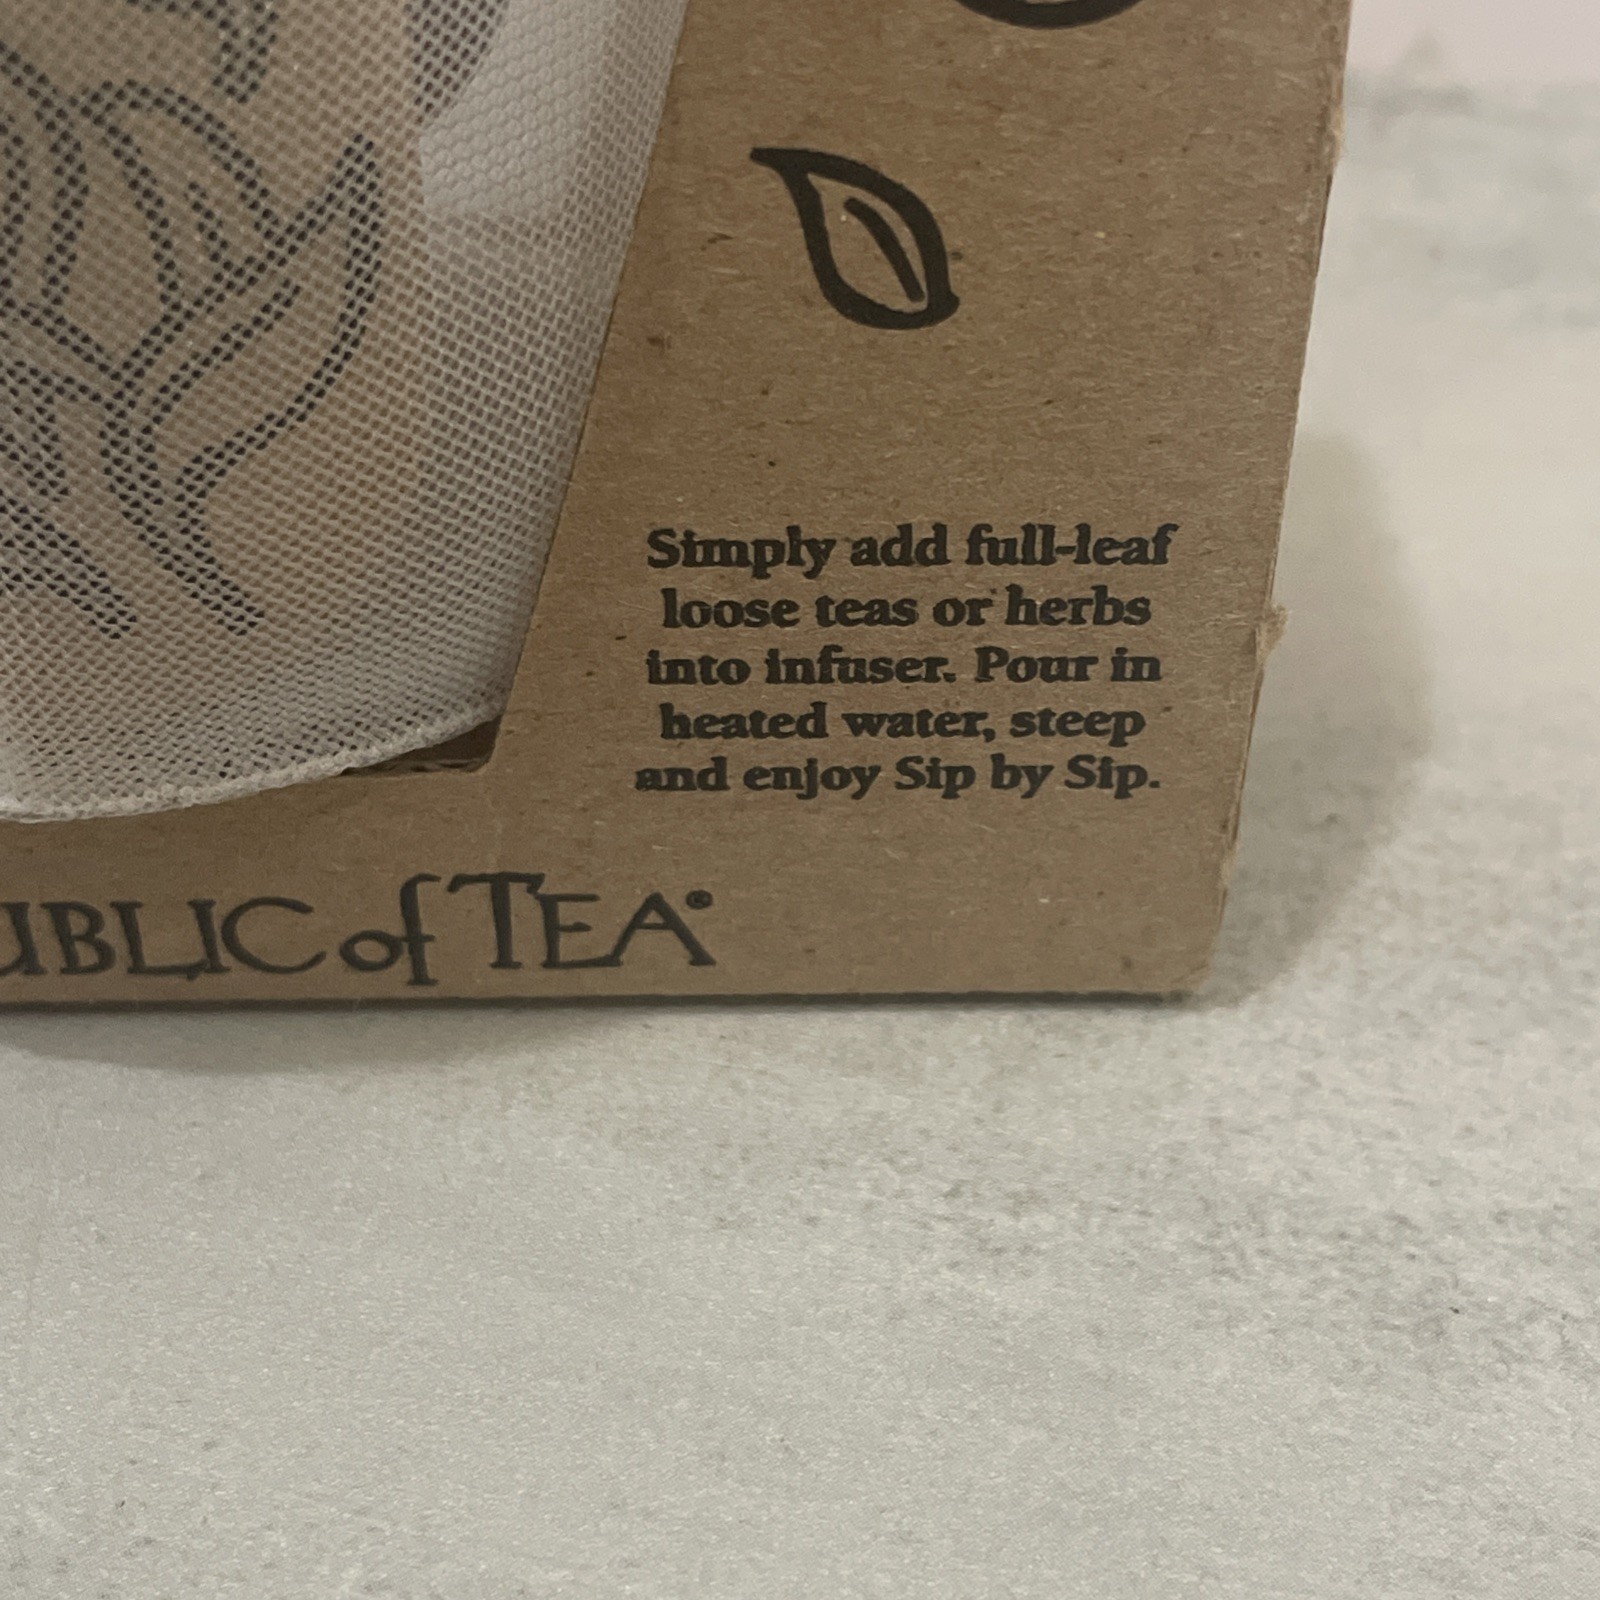 Simply add full-leaf
loose teas or herbs
into infuser. Pour in
heated water, steep
and enjoy Sip by Sip.
UBLIC of TEA®